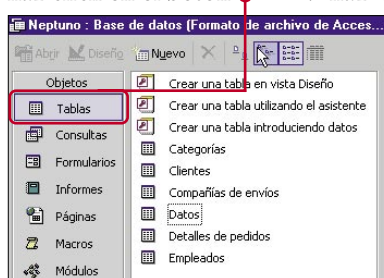 Neptuno : Base de datos (Formato de archivo de Acces...
Abrir Diseño Nuevo
Objetos
Tablas
Consultas
Formularios
Informes
Páginas
Macros
Módulos
Crear una tabla en vista Diseño
Crear una tabla utilizando el asistente
Crear una tabla introduciendo datos
Categorías
Clientes
Compañías de envíos
Datos
Detalles de pedidos
Empleados